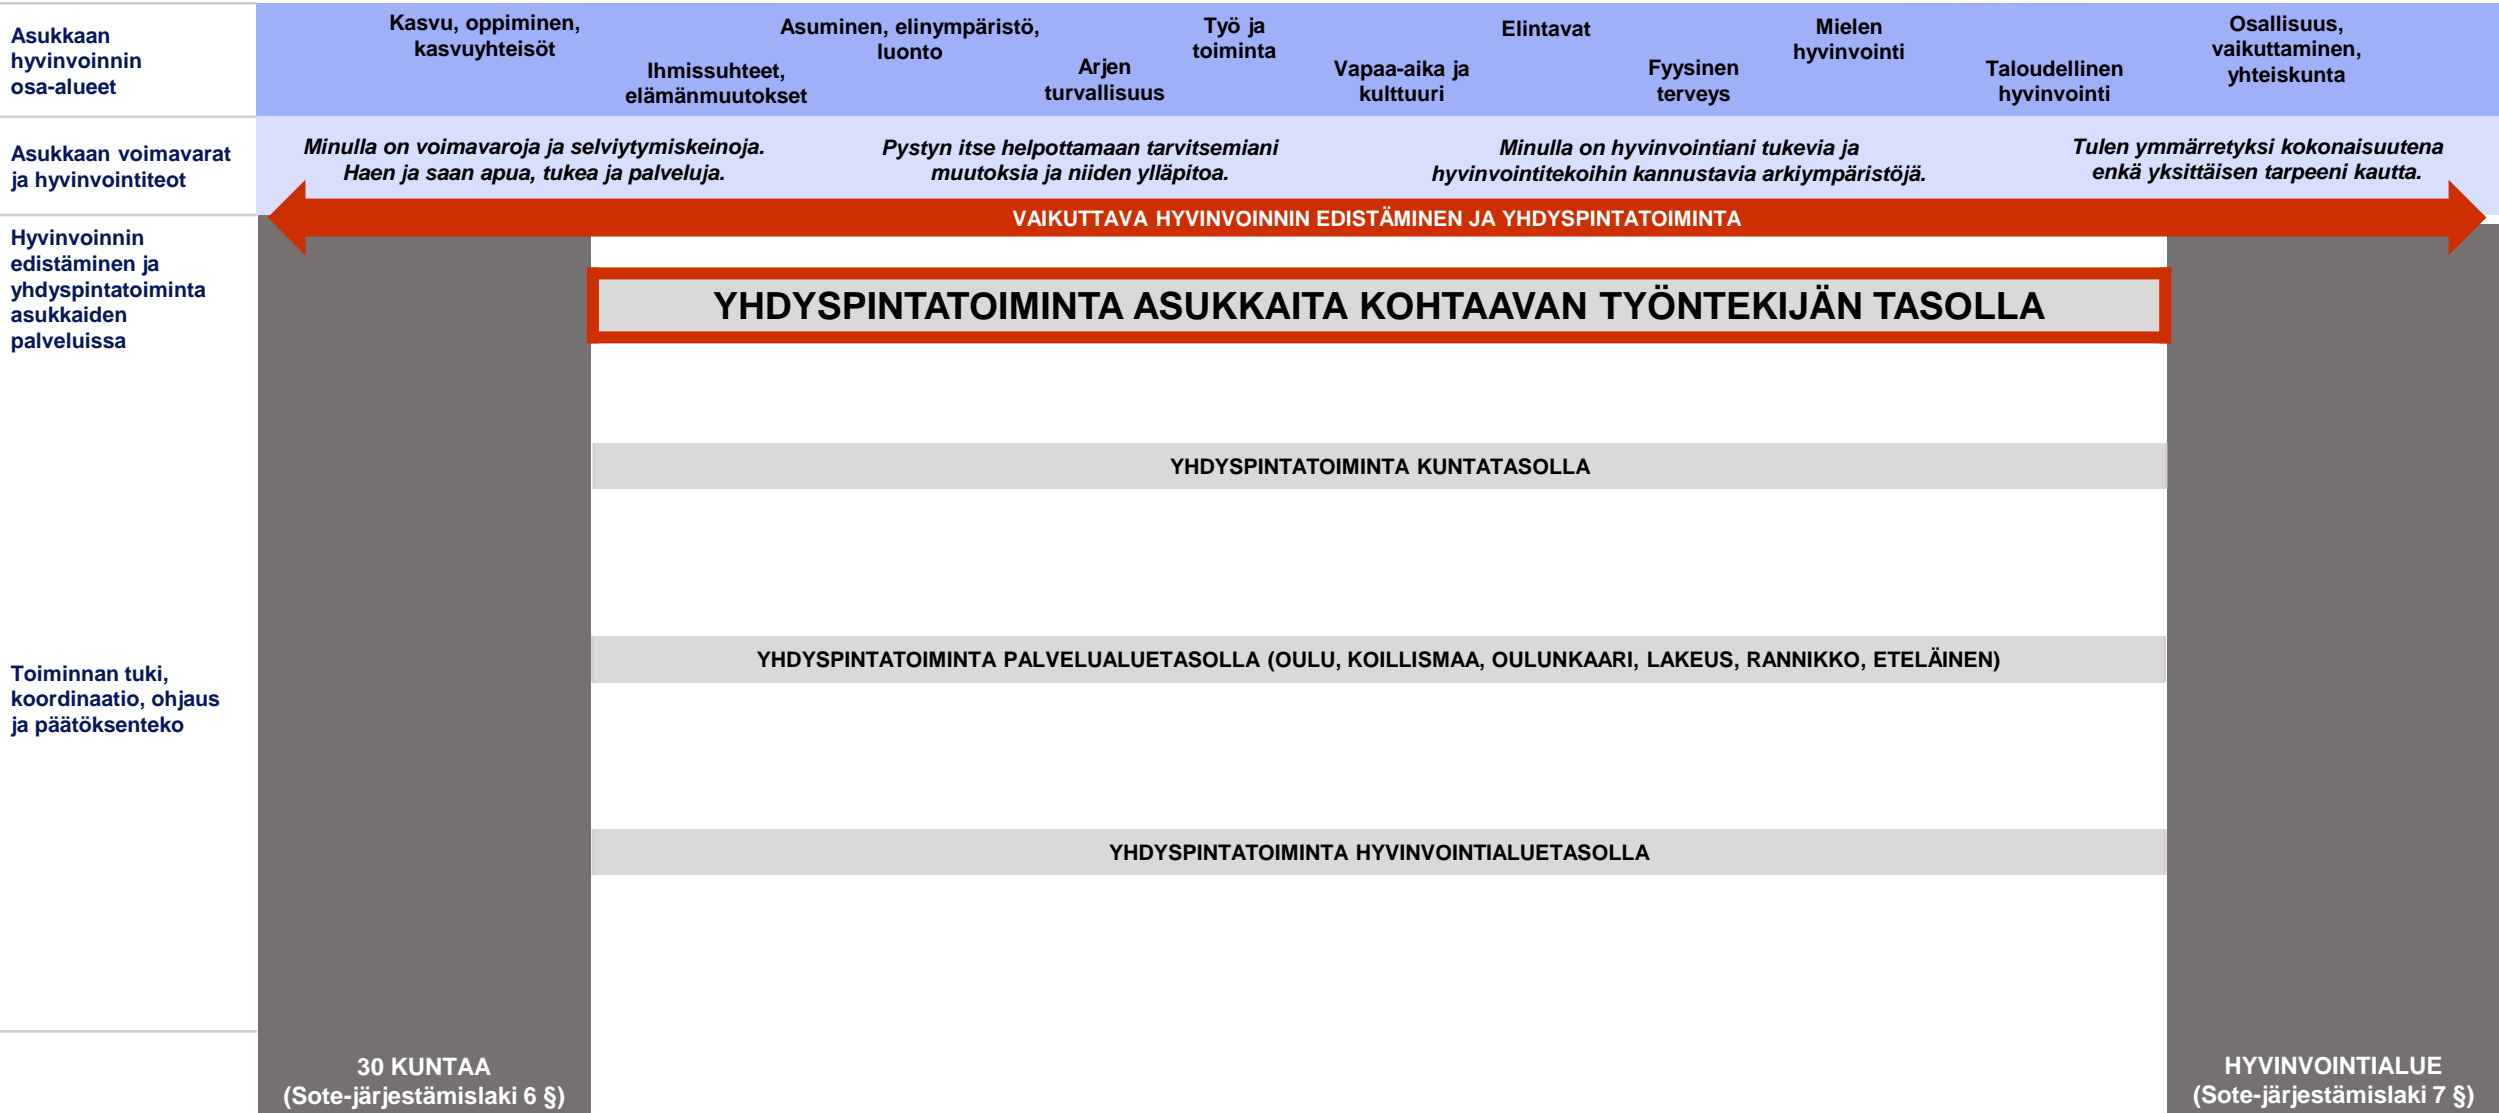 Asukkaan
hyvinvoinnin
osa-alueet
Kasvu, oppiminen,
kasvuyhteisöt
Ihmissuhteet,
elämänmuutokset
Asuminen, elinympäristö,
luonto
Arjen
turvallisuus
Työ ja
toiminta
Vapaa-aika ja
kulttuuri
Elintavat
Fyysinen
terveys
Mielen
hyvinvointi
Taloudellinen
hyvinvointi
Osallisuus,
vaikuttaminen,
yhteiskunta
Asukkaan voimavarat
ja hyvinvointiteot
Minulla on voimavaroja ja selviytymiskeinoja.
Haen ja saan apua, tukea ja palveluja.
Pystyn itse helpottamaan tarvitsemiani
muutoksia ja niiden ylläpitoa.
Minulla on hyvinvointiani tukevia ja
hyvinvointitekoihin kannustavia arkiympäristöjä.
Tulen ymmärretyksi kokonaisuutena
enkä yksittäisen tarpeeni kautta.
VAIKUTTAVA HYVINVOINNIN EDISTÄMINEN JA YHDYSPINTATOIMINTA
Hyvinvoinnin
edistäminen ja
yhdyspintatoiminta
asukkaiden
palveluissa
YHDYSPINTATOIMINTA ASUKKAITA KOHTAAVAN TYÖNTEKIJÄN TASOLLA
YHDYSPINTATOIMINTA KUNTATASOLLA
Toiminnan tuki,
koordinaatio, ohjaus
ja päätöksenteko
YHDYSPINTATOIMINTA PALVELUALUETASOLLA (OULU, KOILLISMAA, OULUNKAARI, LAKEUS, RANNIKKO, ETELÄINEN)
YHDYSPINTATOIMINTA HYVINVOINTIALUETASOLLA
30 KUNTAA
(Sote-järjestämislaki 6 §)
HYVINVOINTIALUE
(Sote-järjestämislaki 7 §)